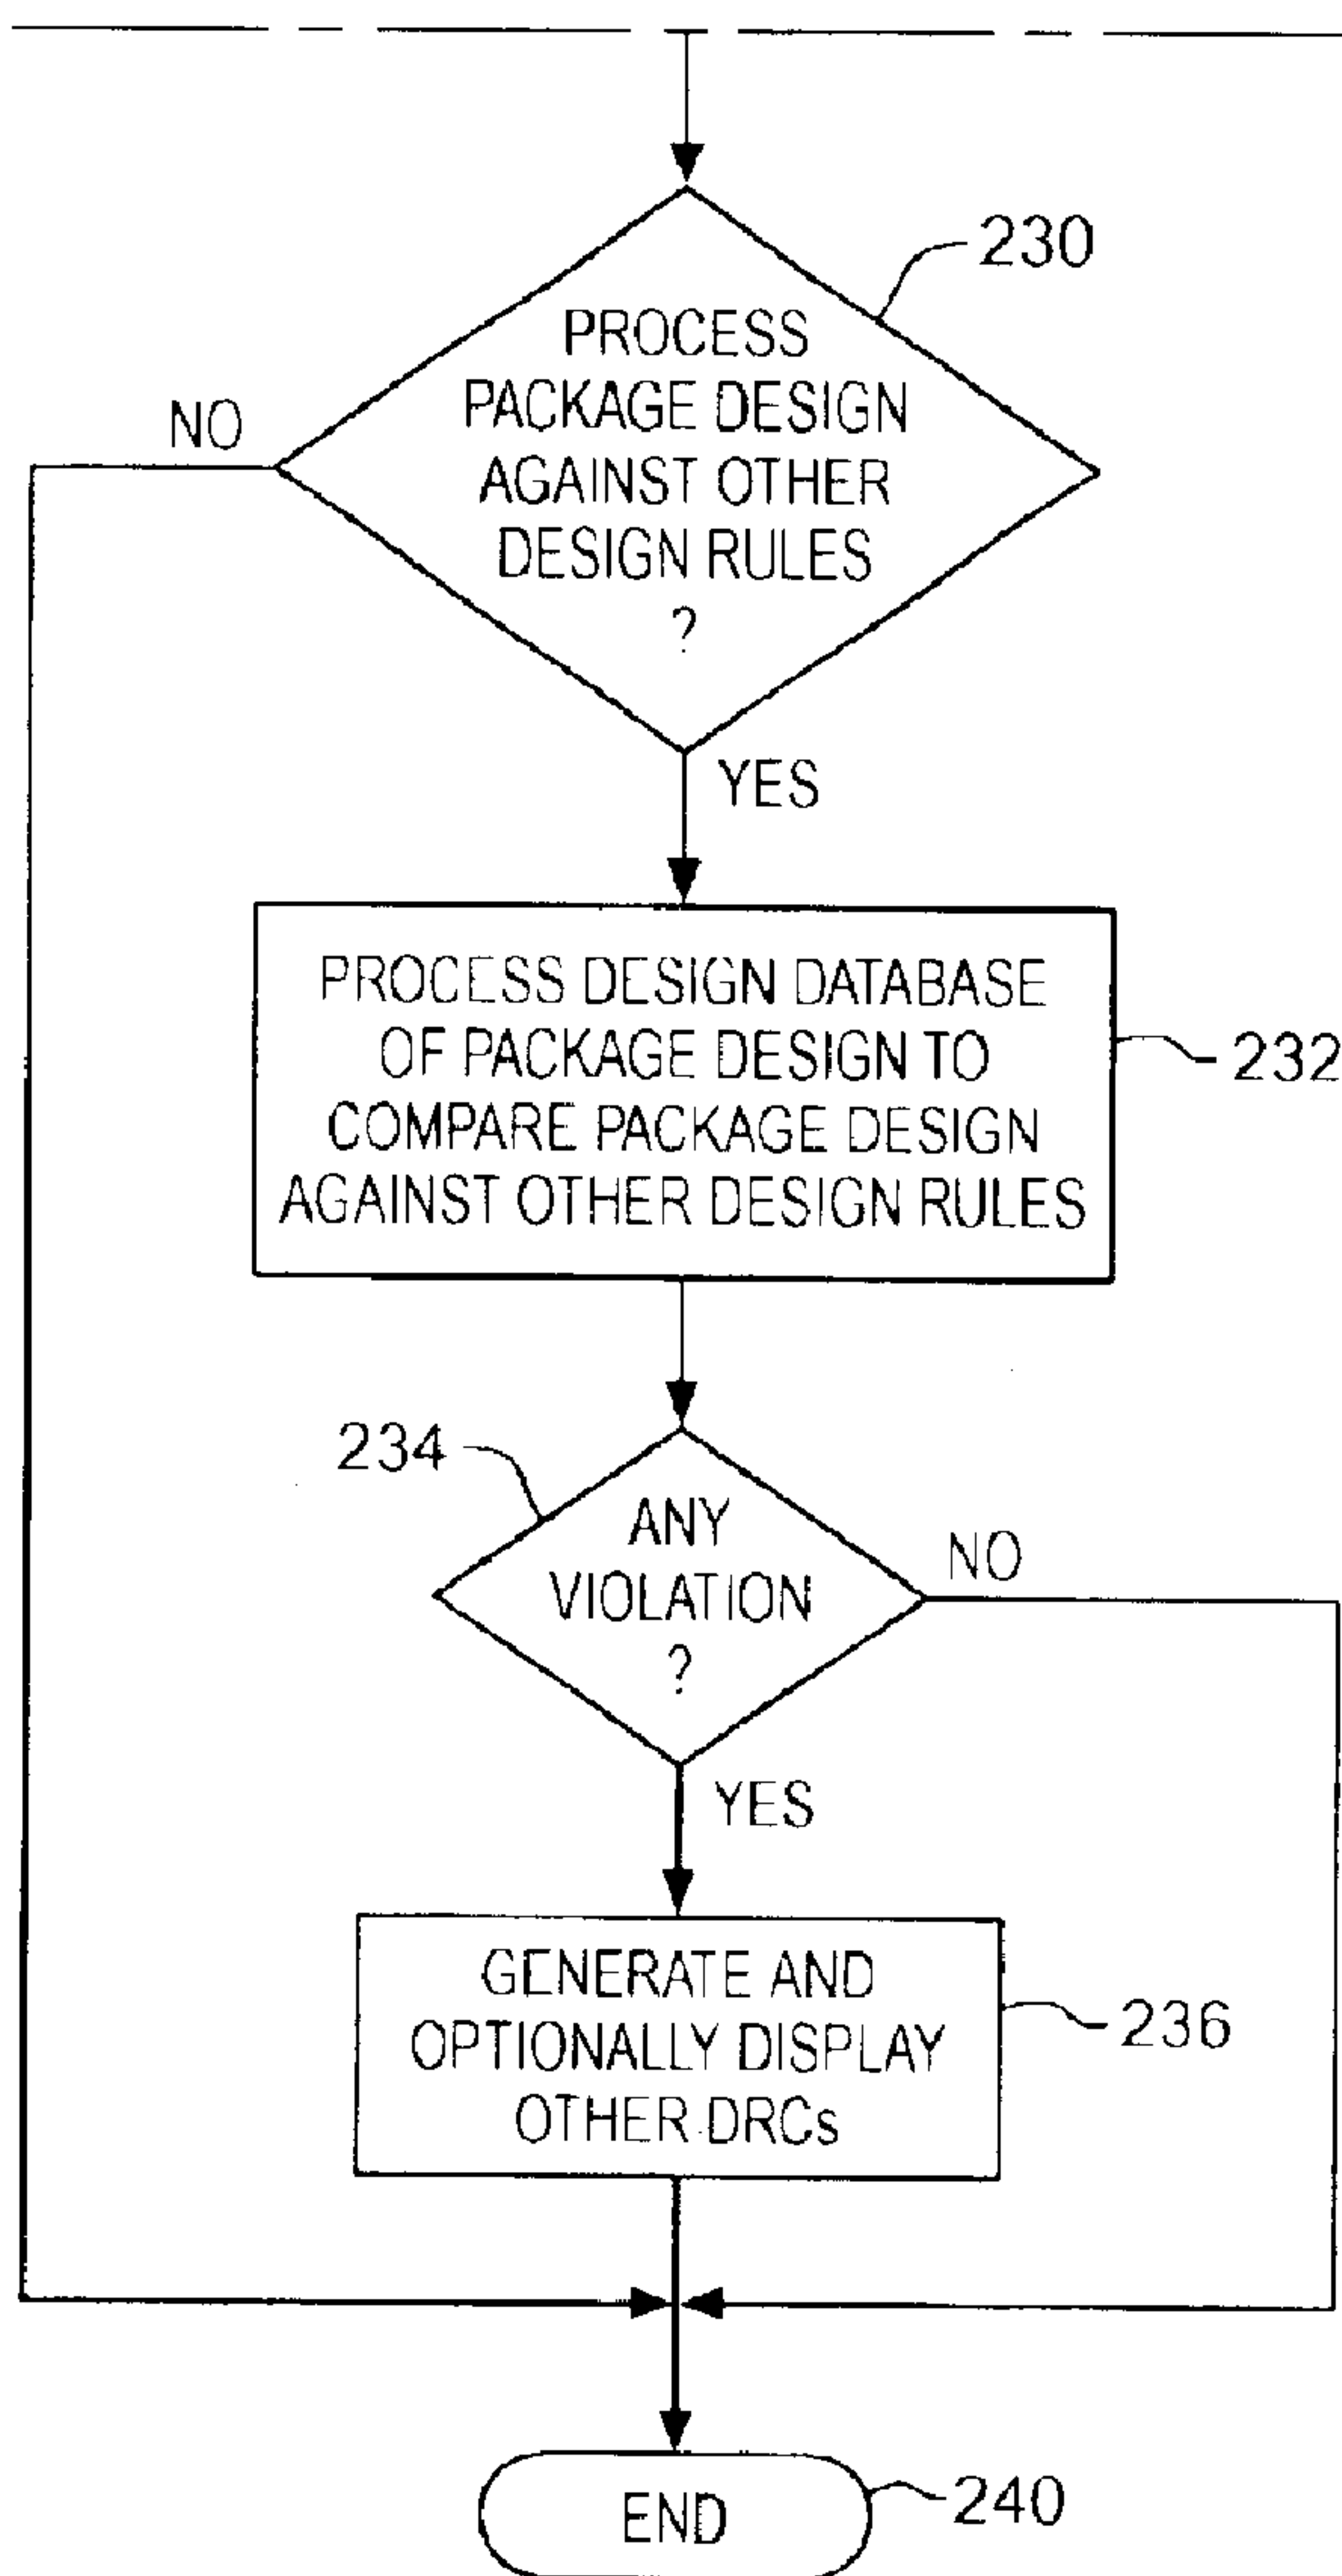 230
PROCESS
PACKAGE DESIGN
AGAINST OTHER
DESIGN RULES
?
NO
YES
PROCESS DESIGN DATABASE
OF PACKAGE DESIGN TO
COMPARE PACKAGE DESIGN
AGAINST OTHER DESIGN RULES
232
234
ANY
VIOLATION
?
NO
YES
GENERATE AND
OPTIONALLY DISPLAY
OTHER DRCs
236
END
240